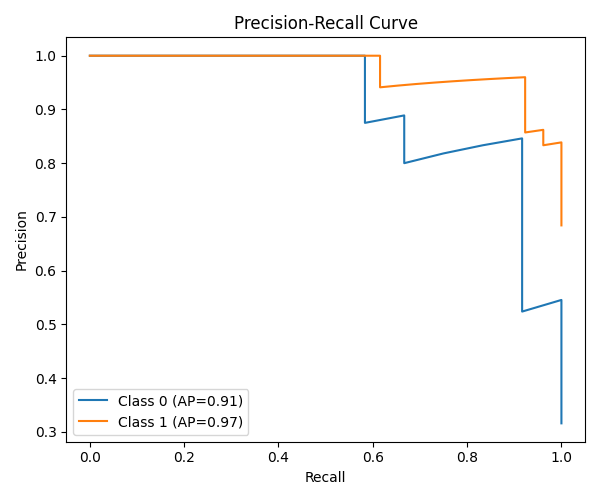 Precision-Recall Curve
Precision
1.0
0.9
0.8
0.7
0.6
0.5
0.4
0.3
Class 0 (AP=0.91)
Class 1 (AP=0.97)
0.0 0.2 0.4 0.6 0.8 1.0
Recall